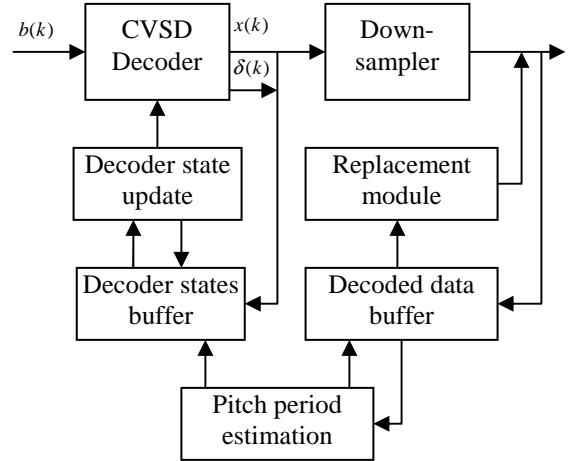 b(k)
CVSD
Decoder
x(k)
δ(k)
Down-
sampler
Decoder state
update
Replacement
module
Decoder states
buffer
Decoded data
buffer
Pitch period
estimation